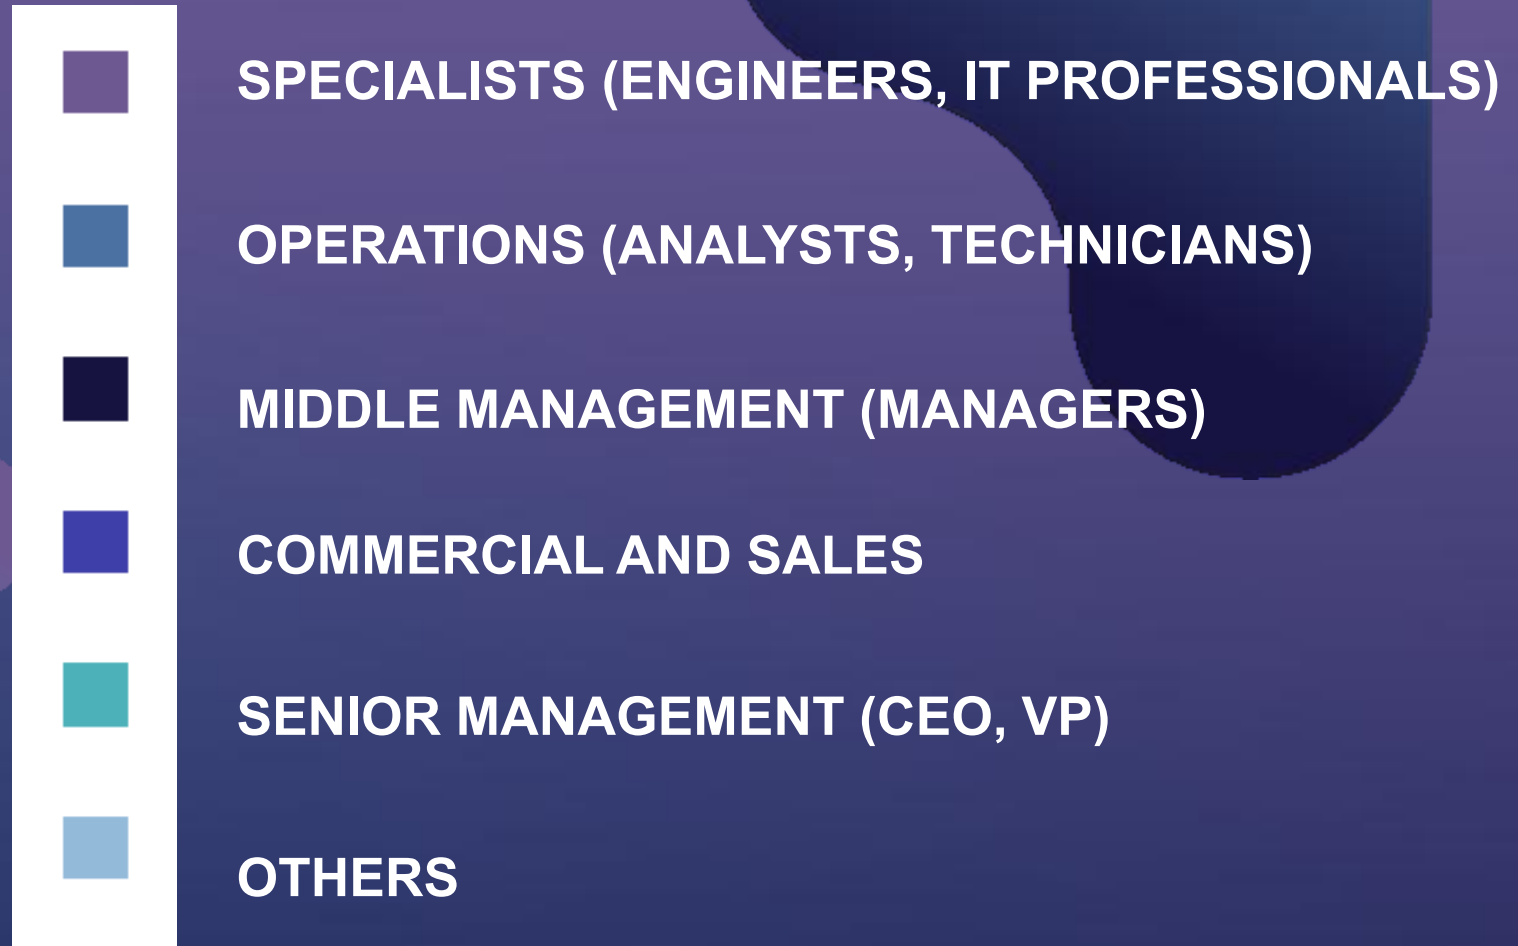 SPECIALISTS (ENGINEERS, IT PROFESSIONALS)
OPERATIONS (ANALYSTS, TECHNICIANS)
MIDDLE MANAGEMENT (MANAGERS)
COMMERCIAL AND SALES
SENIOR MANAGEMENT (CEO, VP)
OTHERS